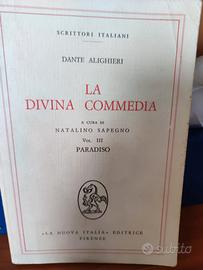 SCRITTORI ITALIANI
DANTE ALIGHIERI
LA
DIVINA COMMEDIA
A CURA DI
NATALINO SAPEGNO
VOL. III
PARADISO
«LA NUOVA ITALIA» EDITRICE
FIRENZE
subito